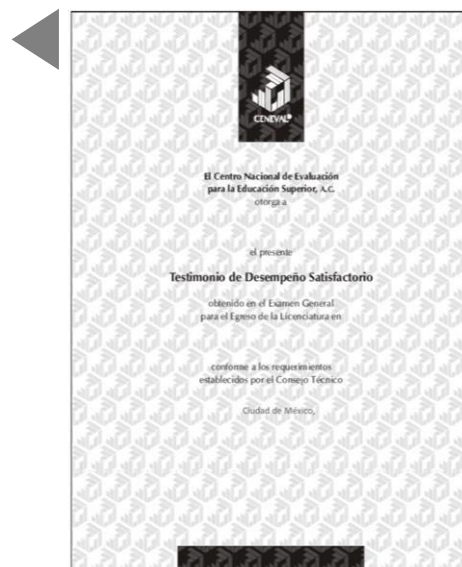 CENEVAL®
El Centro Nacional de Evaluación
para la Educación Superior, A.C.
otorga a
el presente
Testimonio de Desempeño Satisfactorio
obtenido en el Examen General
para el Egreso de la Licenciatura en
conforme a los requerimientos
establecidos por el Consejo Técnico
Ciudad de México,